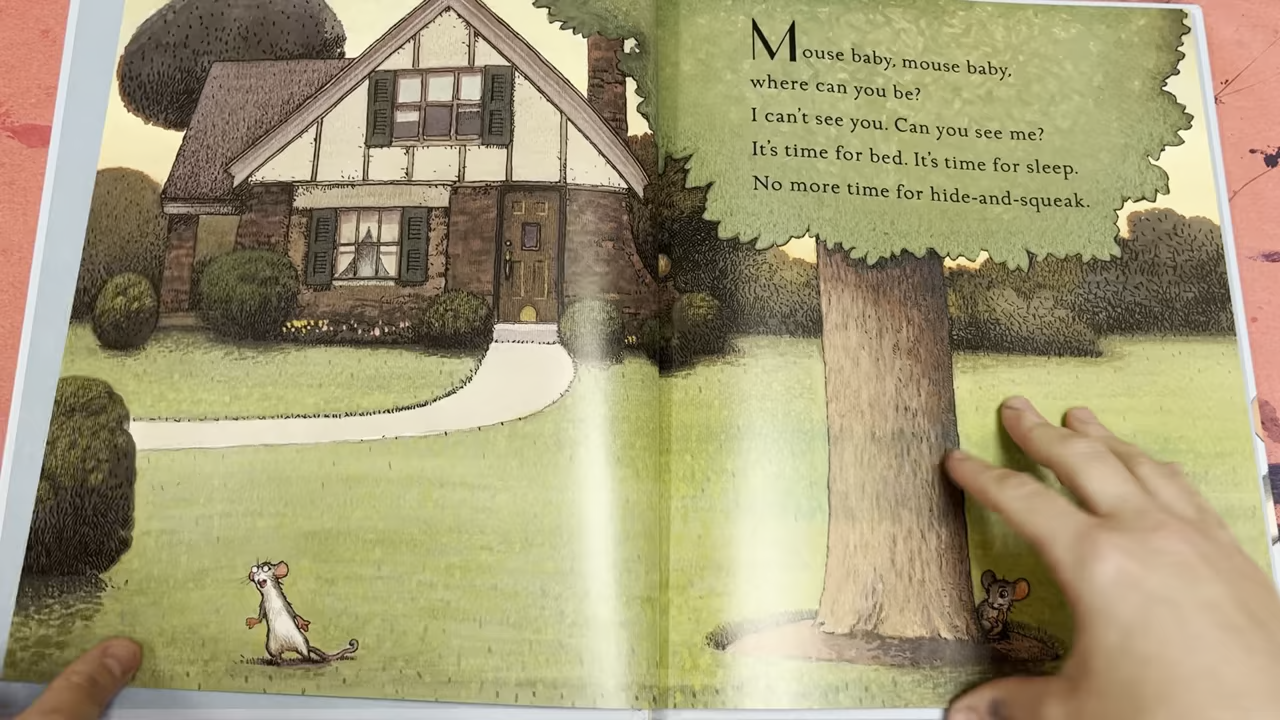 Mouse baby, mouse baby,
where can you be?
I can't see you. Can you see me?
It's time for bed. It's time for sleep.
No more time for hide-and-squeak.